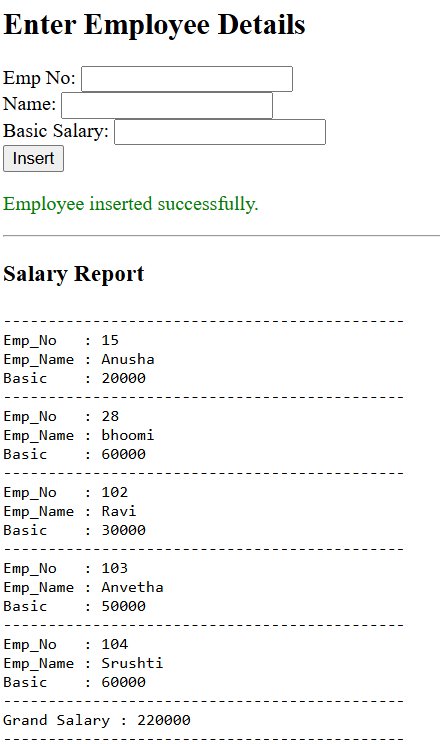 Enter Employee Details
Emp No:
Name:
Basic Salary:
Insert
Employee inserted successfully.
Salary Report
--------------------------------------------
Emp_No   : 15
Emp_Name : Anusha
Basic    : 20000
--------------------------------------------
Emp_No   : 28
Emp_Name : bhoomi
Basic    : 60000
--------------------------------------------
Emp_No   : 102
Emp_Name : Ravi
Basic    : 30000
--------------------------------------------
Emp_No   : 103
Emp_Name : Anvetha
Basic    : 50000
--------------------------------------------
Emp_No   : 104
Emp_Name : Srushti
Basic    : 60000
--------------------------------------------
Grand Salary : 220000
--------------------------------------------